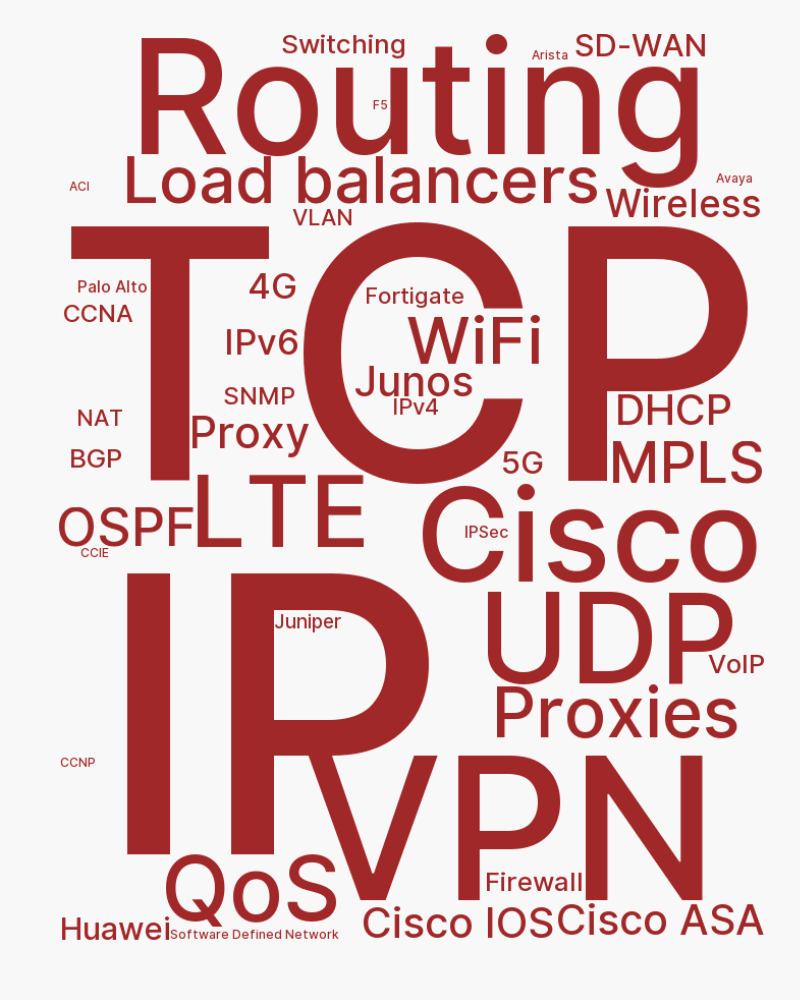 Switching
Arista
SD-WAN
Routing
F5
Load balancers
ACI
Avaya
Wireless
VLAN
TCP
Palo Alto
4G
Fortigate
CCNA
WiFi
IPv6
Junos
SNMP
IPv4
DHCP
NAT
Proxy
BGP
5G
MPLS
LTE
OSPF
Cisco
IPSec
CCIE
IP
Juniper
UDP
VoIP
Proxies
CCNP
VPN
QoS
Firewall
Huawei
Software Defined Network
Cisco IOS
Cisco ASA